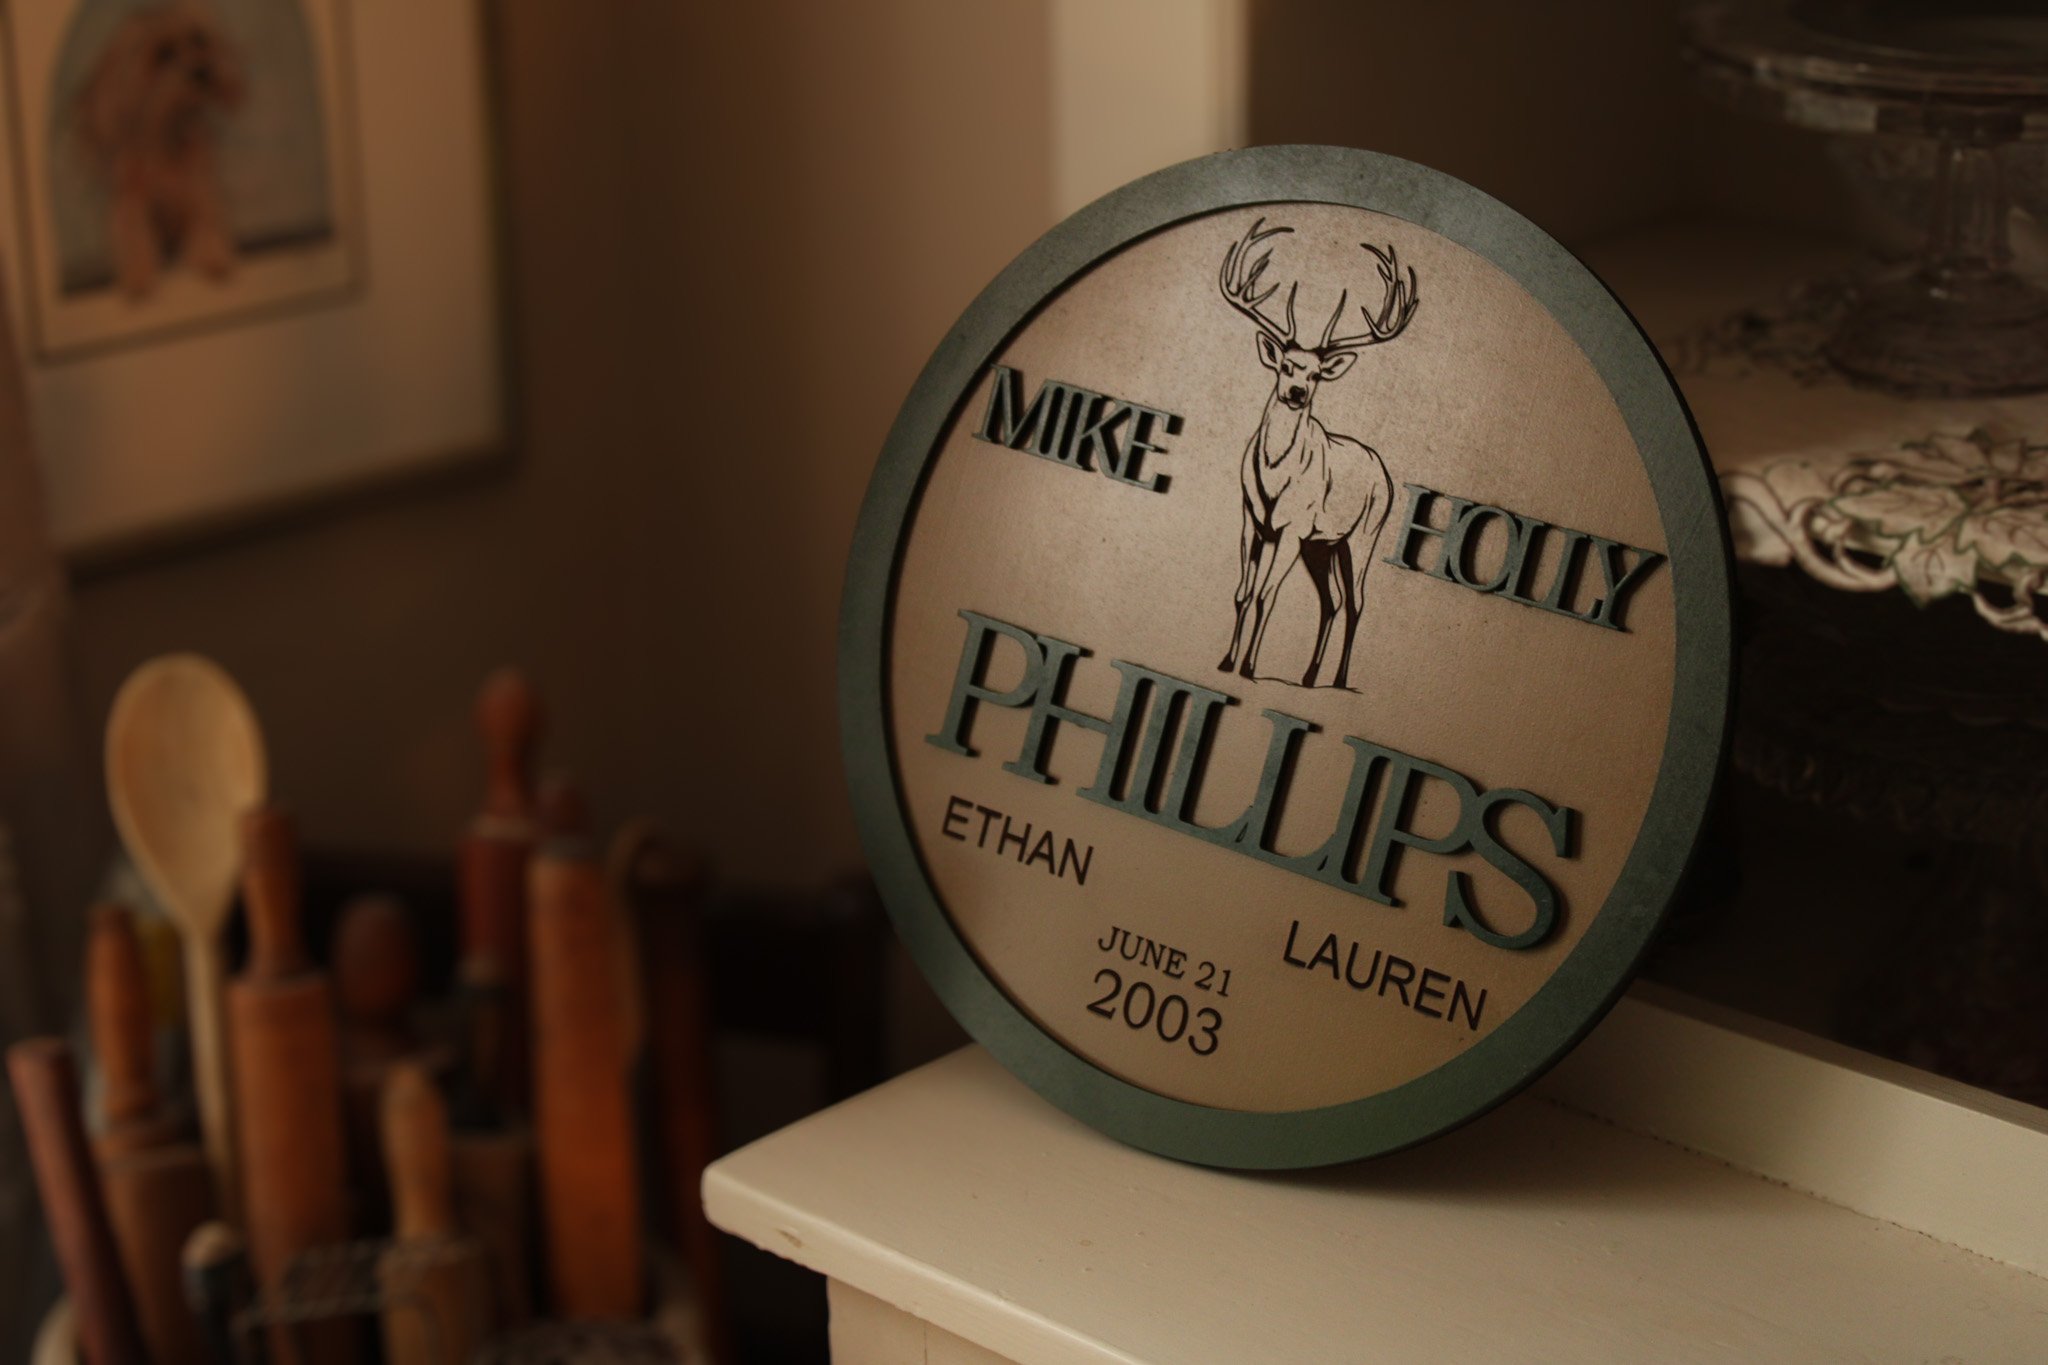 MIKE
HOLLY
PHILLIPS
ETHAN
LAUREN
JUNE 21
2003